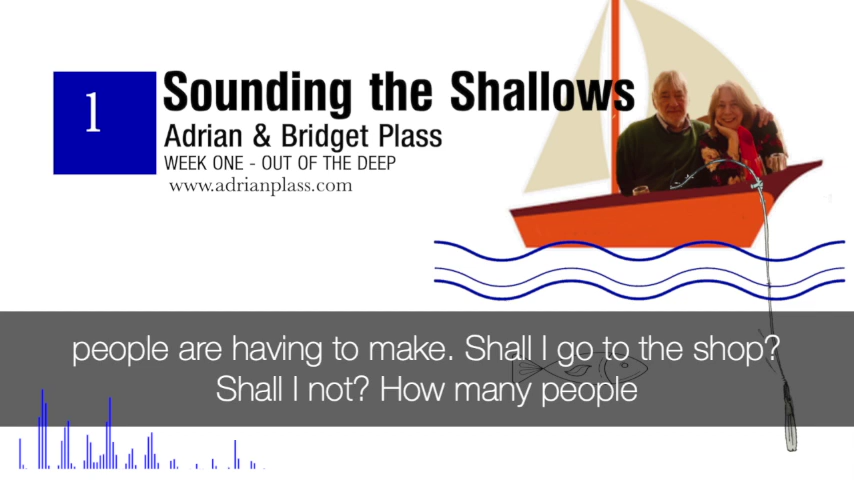 1
Sounding the Shallows
Adrian & Bridget Plass
WEEK ONE - OUT OF THE DEEP
www.adrianplass.com
people are having to make. Shall I go to the shop?
Shall I not? How many people